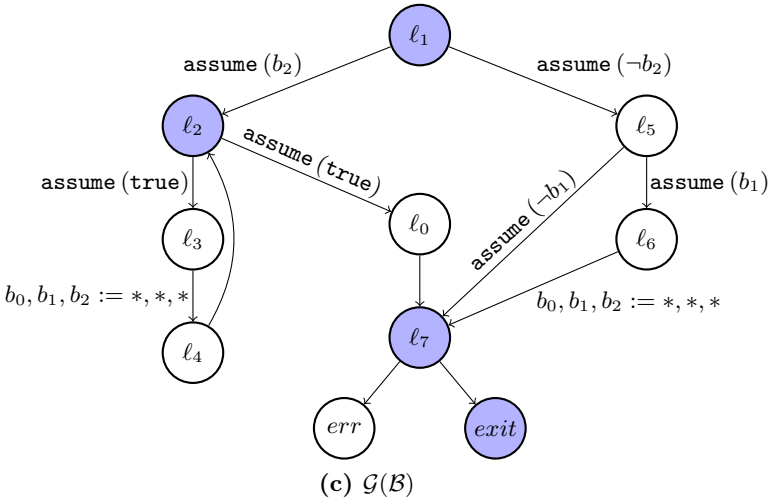 ℓ₁
assume (b₂)
assume (¬b₂)
ℓ₂
ℓ₅
assume (true)
assume (true)
assume (¬b₁)
assume (b₁)
ℓ₃
ℓ₀
ℓ₆
b₀, b₁, b₂ := *, *, *
b₀, b₁, b₂ := *, *, *
ℓ₄
ℓ₇
err
exit
(c) 𝒢(ℬ)